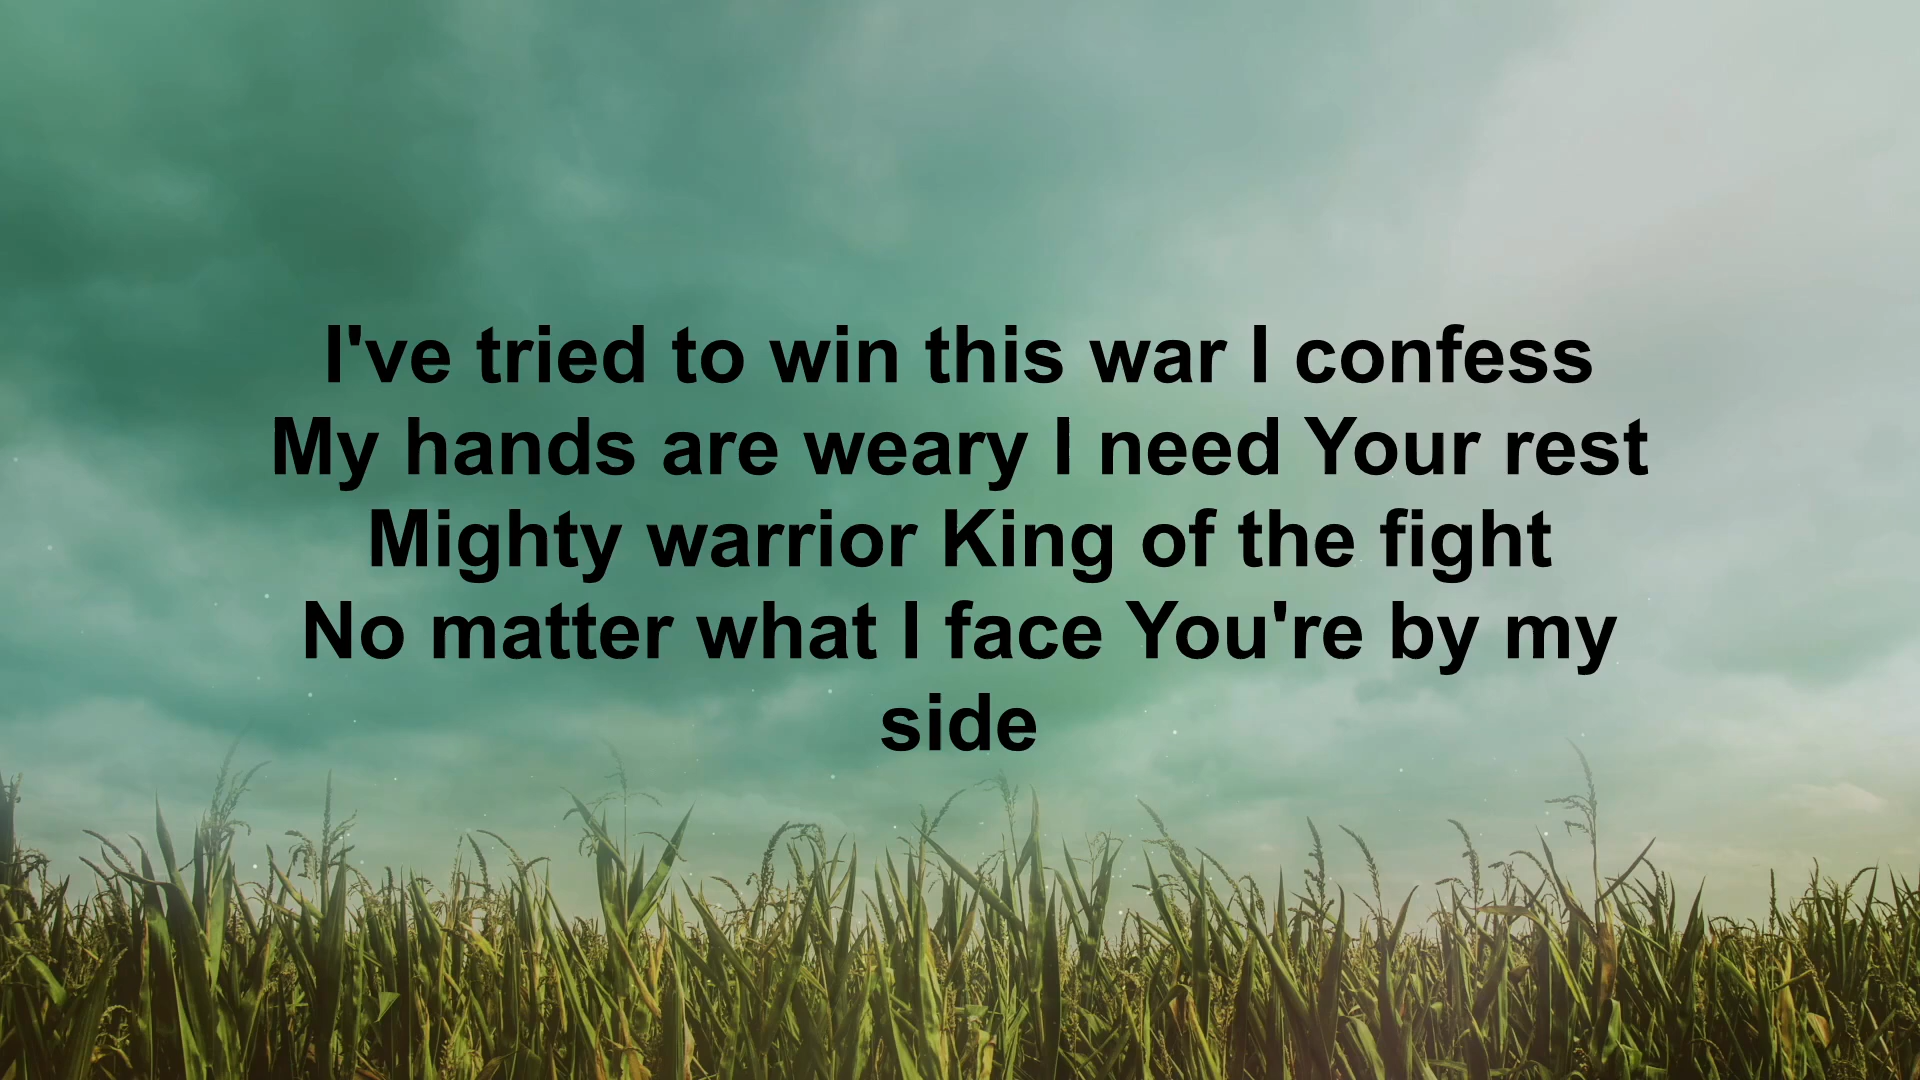 I've tried to win this war I confess
My hands are weary I need Your rest
Mighty warrior King of the fight
No matter what I face You're by my
side